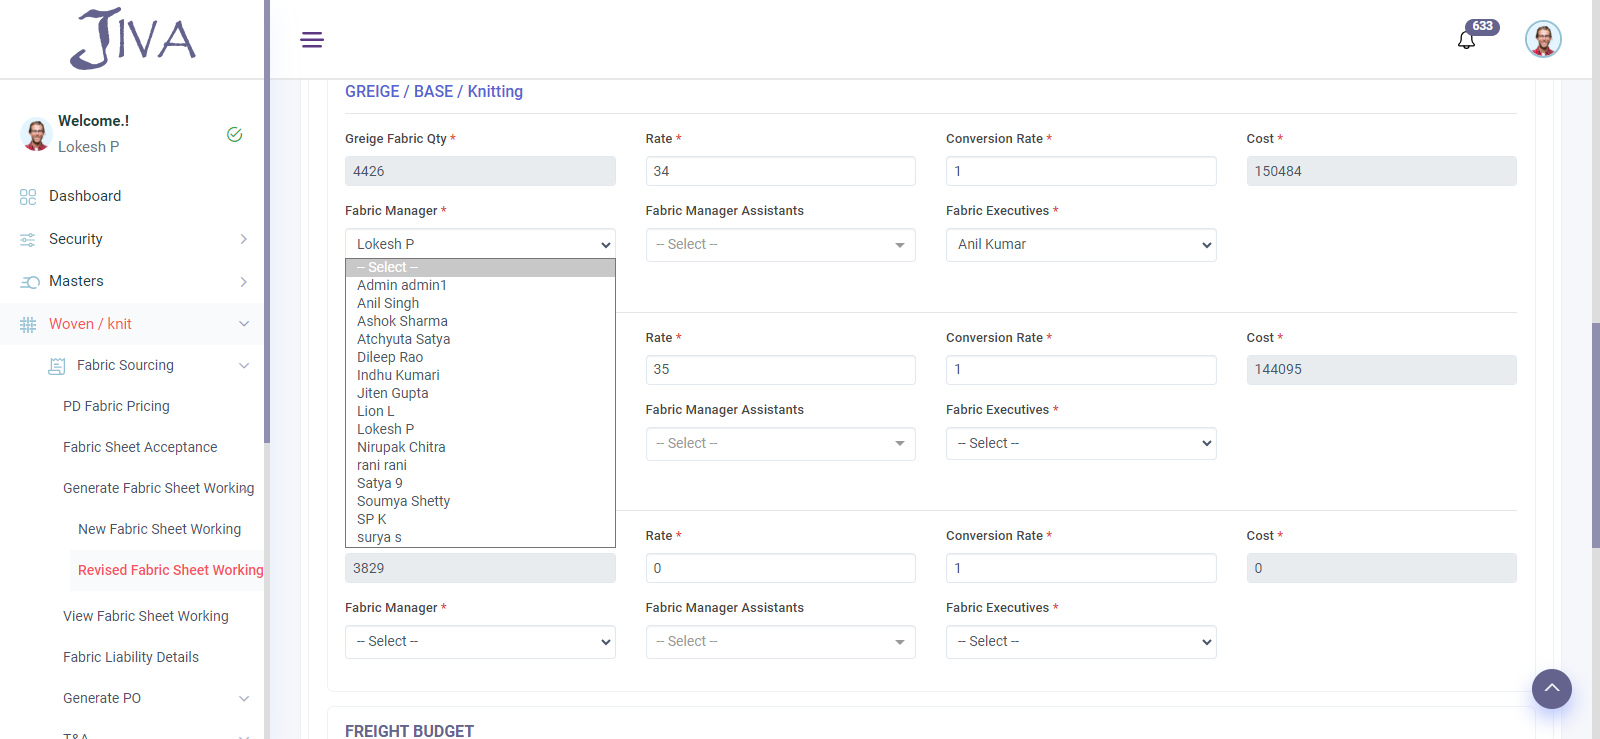 JIVA
633
Welcome.!
Lokesh P
Dashboard
Security
Masters
Woven / knit
Fabric Sourcing
PD Fabric Pricing
Fabric Sheet Acceptance
Generate Fabric Sheet Working
New Fabric Sheet Working
Revised Fabric Sheet Working
View Fabric Sheet Working
Fabric Liability Details
Generate PO
T&A
GREIGE / BASE / Knitting
Greige Fabric Qty * Rate * Conversion Rate * Cost *
4426 34 1 150484
Fabric Manager * Fabric Manager Assistants Fabric Executives *
Lokesh P -- Select -- Anil Kumar
-- Select --
Admin admin1
Anil Singh
Ashok Sharma
Atchyuta Satya
Dileep Rao
Indhu Kumari
Jiten Gupta
Lion L
Lokesh P
Nirupak Chitra
rani rani
Satya 9
Soumya Shetty
SP K
surya s
Rate * Conversion Rate * Cost *
35 1 144095
Fabric Manager Assistants Fabric Executives *
-- Select -- -- Select --
Rate * Conversion Rate * Cost *
3829 0 1 0
Fabric Manager * Fabric Manager Assistants Fabric Executives *
-- Select -- -- Select -- -- Select --
FREIGHT BUDGET